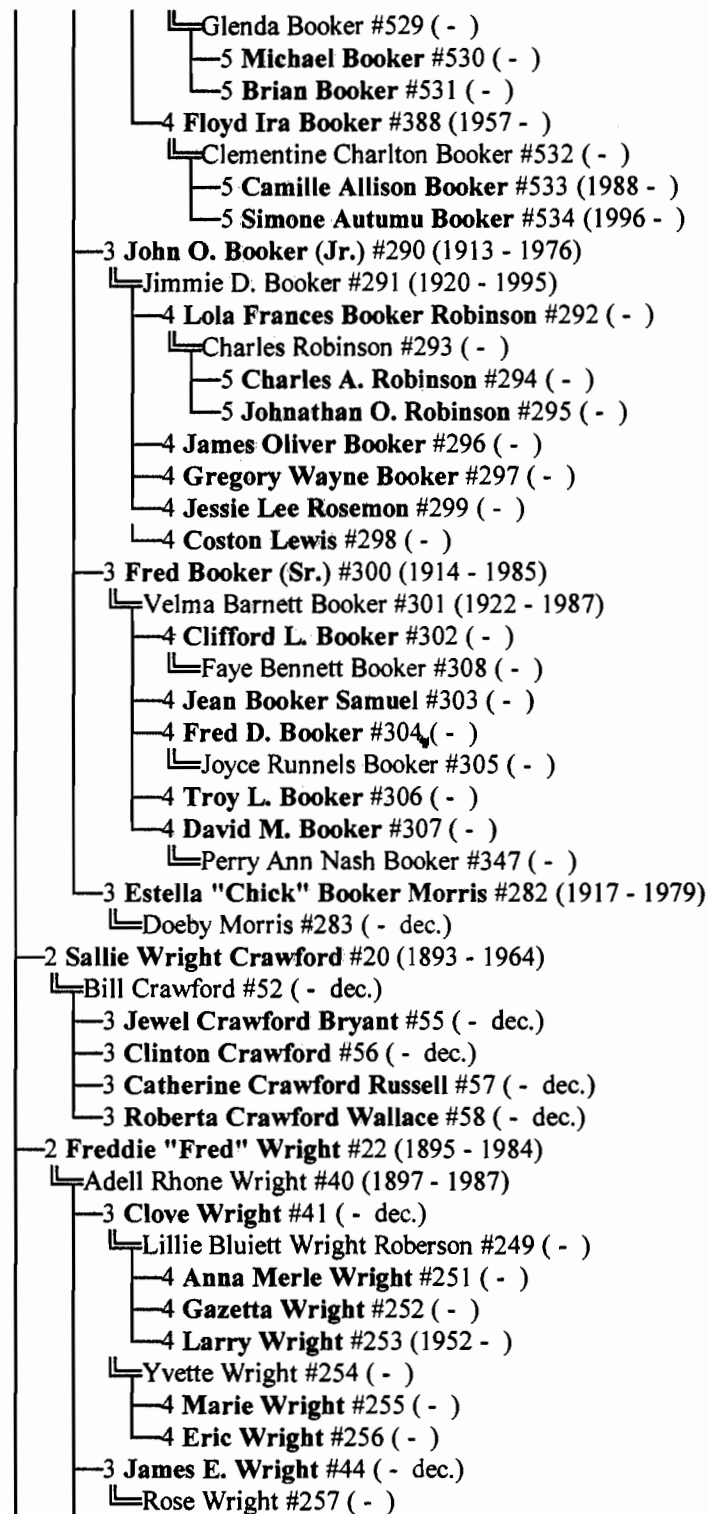 Glenda Booker #529 ( - )
5 Michael Booker #530 ( - )
5 Brian Booker #531 ( - )
4 Floyd Ira Booker #388 (1957 - )
Clementine Charlton Booker #532 ( - )
5 Camille Allison Booker #533 (1988 - )
5 Simone Autumu Booker #534 (1996 - )
3 John O. Booker (Jr.) #290 (1913 - 1976)
Jimmie D. Booker #291 (1920 - 1995)
4 Lola Frances Booker Robinson #292 ( - )
Charles Robinson #293 ( - )
5 Charles A. Robinson #294 ( - )
5 Johnathan O. Robinson #295 ( - )
4 James Oliver Booker #296 ( - )
4 Gregory Wayne Booker #297 ( - )
4 Jessie Lee Rosemon #299 ( - )
4 Coston Lewis #298 ( - )
3 Fred Booker (Sr.) #300 (1914 - 1985)
Velma Barnett Booker #301 (1922 - 1987)
4 Clifford L. Booker #302 ( - )
Faye Bennett Booker #308 ( - )
4 Jean Booker Samuel #303 ( - )
4 Fred D. Booker #304 ( - )
Joyce Runnels Booker #305 ( - )
4 Troy L. Booker #306 ( - )
4 David M. Booker #307 ( - )
Perry Ann Nash Booker #347 ( - )
3 Estella "Chick" Booker Morris #282 (1917 - 1979)
Doeby Morris #283 ( - dec.)
2 Sallie Wright Crawford #20 (1893 - 1964)
Bill Crawford #52 ( - dec.)
3 Jewel Crawford Bryant #55 ( - dec.)
3 Clinton Crawford #56 ( - dec.)
3 Catherine Crawford Russell #57 ( - dec.)
3 Roberta Crawford Wallace #58 ( - dec.)
2 Freddie "Fred" Wright #22 (1895 - 1984)
Adell Rhone Wright #40 (1897 - 1987)
3 Clove Wright #41 ( - dec.)
Lillie Bluiett Wright Roberson #249 ( - )
4 Anna Merle Wright #251 ( - )
4 Gazetta Wright #252 ( - )
4 Larry Wright #253 (1952 - )
Yvette Wright #254 ( - )
4 Marie Wright #255 ( - )
4 Eric Wright #256 ( - )
3 James E. Wright #44 ( - dec.)
Rose Wright #257 ( - )